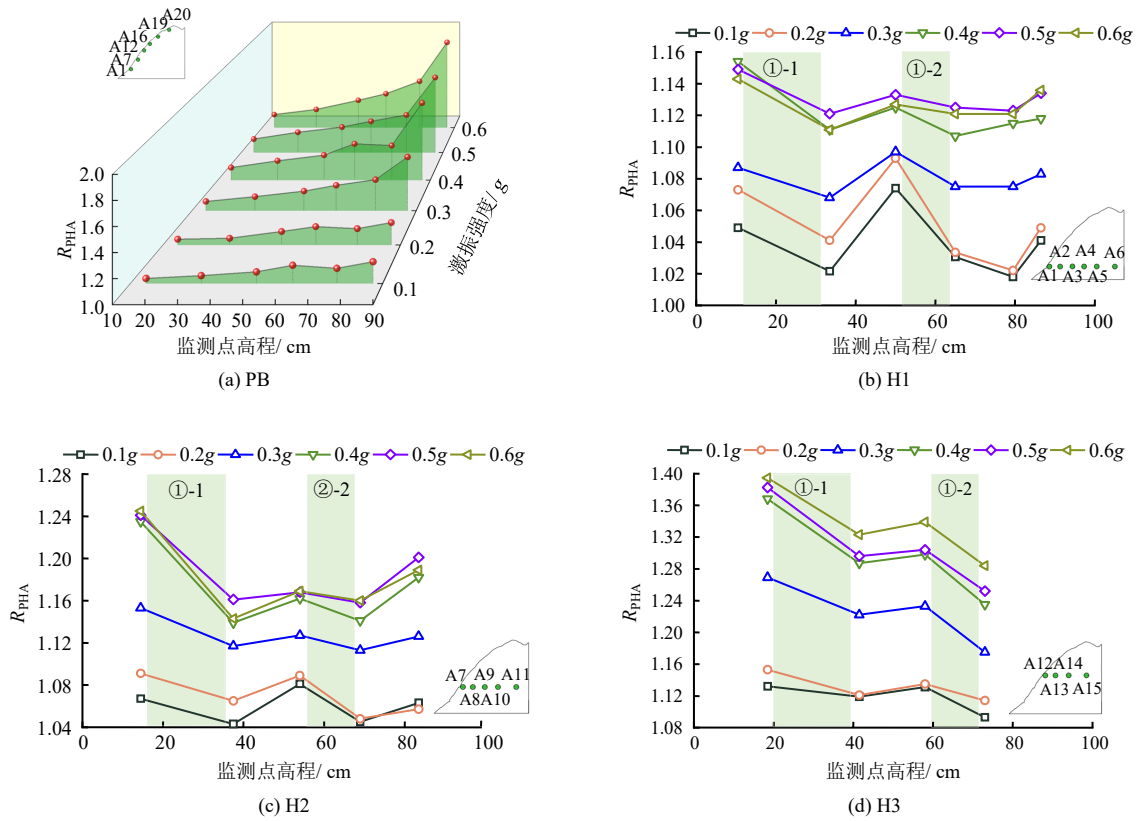 A20
A19
A16
A12
A7
A1
2.0
1.8
1.6
1.4
1.2
1.0
R_PHA
10 20 30 40 50 60 70 80 90
监测点高程/ cm
0.6
0.5
0.4
0.3
0.2
0.1
激振强度/ g
(a) PB
0.1g 0.2g 0.3g 0.4g 0.5g 0.6g
1.16
1.14
1.12
1.10
1.08
1.06
1.04
1.02
1.00
R_PHA
①-1 ①-2
A2 A4 A6
A1 A3 A5
0 20 40 60 80 100
监测点高程/ cm
(b) H1
0.1g 0.2g 0.3g 0.4g 0.5g 0.6g
1.28
1.24
1.20
1.16
1.12
1.08
1.04
R_PHA
①-1 ②-2
A7 A9 A11
A8A10
0 20 40 60 80 100
监测点高程/ cm
(c) H2
0.1g 0.2g 0.3g 0.4g 0.5g 0.6g
1.40
1.36
1.32
1.28
1.24
1.20
1.16
1.12
1.08
R_PHA
①-1 ①-2
A12A14
A13 A15
0 20 40 60 80 100
监测点高程/ cm
(d) H3